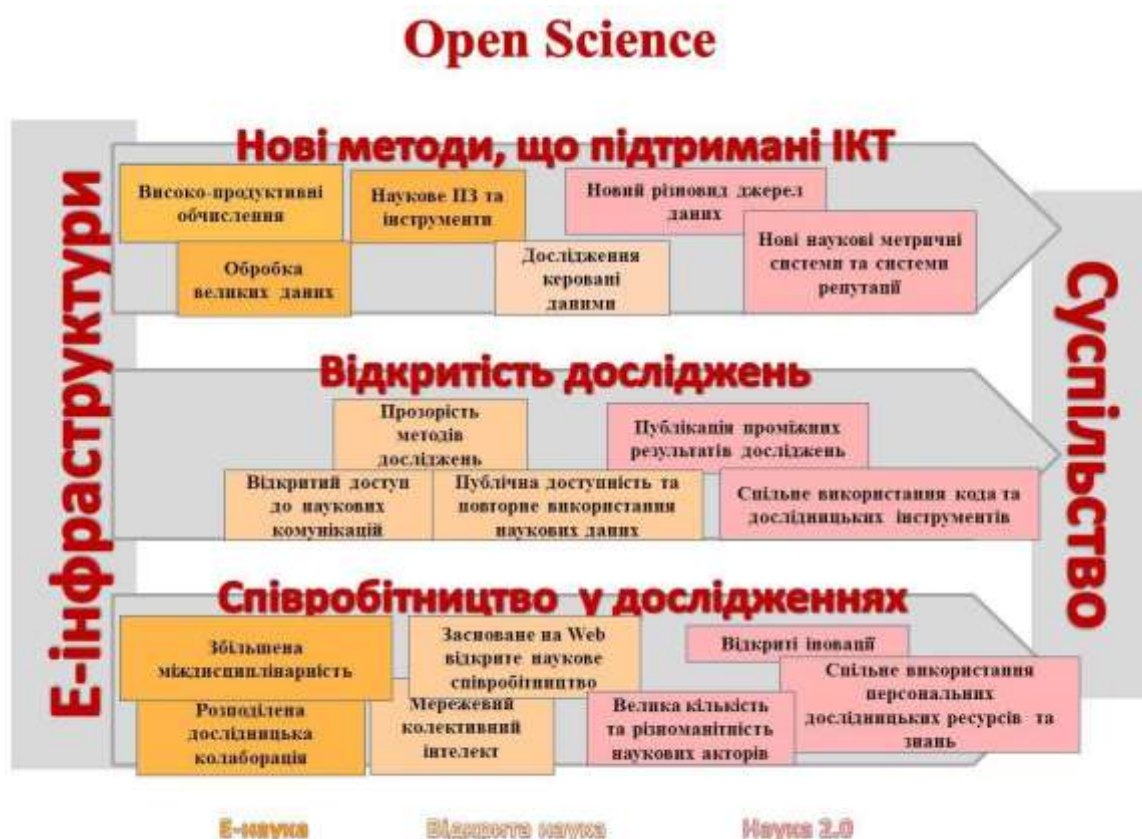 Open Science
Нові методи, що підтримані ІКТ
Високо-продуктивні
обчислення
Наукове ПЗ та
інструменти
Новий різновид джерел
даних
Обробка
великих даних
Дослідження
керовані
даними
Нові наукові метричні
системи та системи
репутації
Е-інфраструктури
Суспільство
Відкритість досліджень
Прозорість
методів
досліджень
Публікація проміжних
результатів досліджень
Відкритий доступ
до наукових
комунікацій
Публічна доступність та
повторне використання
наукових даних
Спільне використання кода та
дослідницьких інструментів
Співробітництво у дослідженнях
Збільшена
міждисциплінарність
Засноване на Web
відкрите наукове
співробітництво
Відкриті іновації
Розподілена
дослідницька
колаборація
Мережевий
колективний
інтелект
Велика кількість
та різноманітність
наукових акторів
Спільне використання
персональних
дослідницьких ресурсів та
знань
Е-наука
Відкрита наука
Наука 2.0